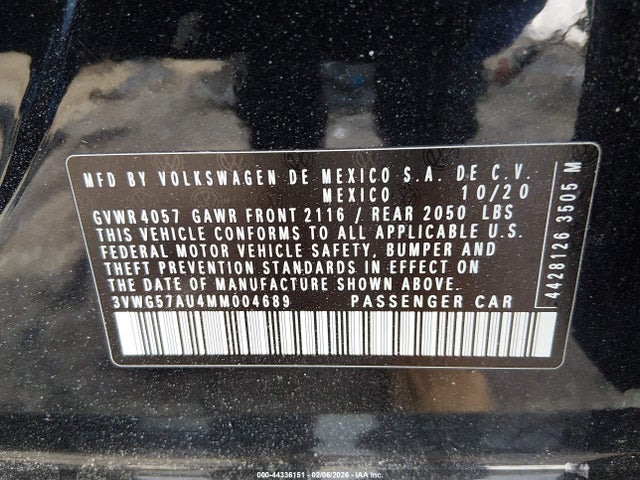 MFD BY VOLKSWAGEN DE MEXICO S.A. DE C.V.
MEXICO 10/20
GVWR 4057 GAWR FRONT 2116 / REAR 2050 LBS
THIS VEHICLE CONFORMS TO ALL APPLICABLE U.S.
FEDERAL MOTOR VEHICLE SAFETY, BUMPER AND
THEFT PREVENTION STANDARDS IN EFFECT ON
THE DATE OF MANUFACTURE SHOWN ABOVE.
3VWG57AU4MM004689 PASSENGER CAR
4428126 3505 M
000-44336151 - 02/06/2026 - IAA, Inc.